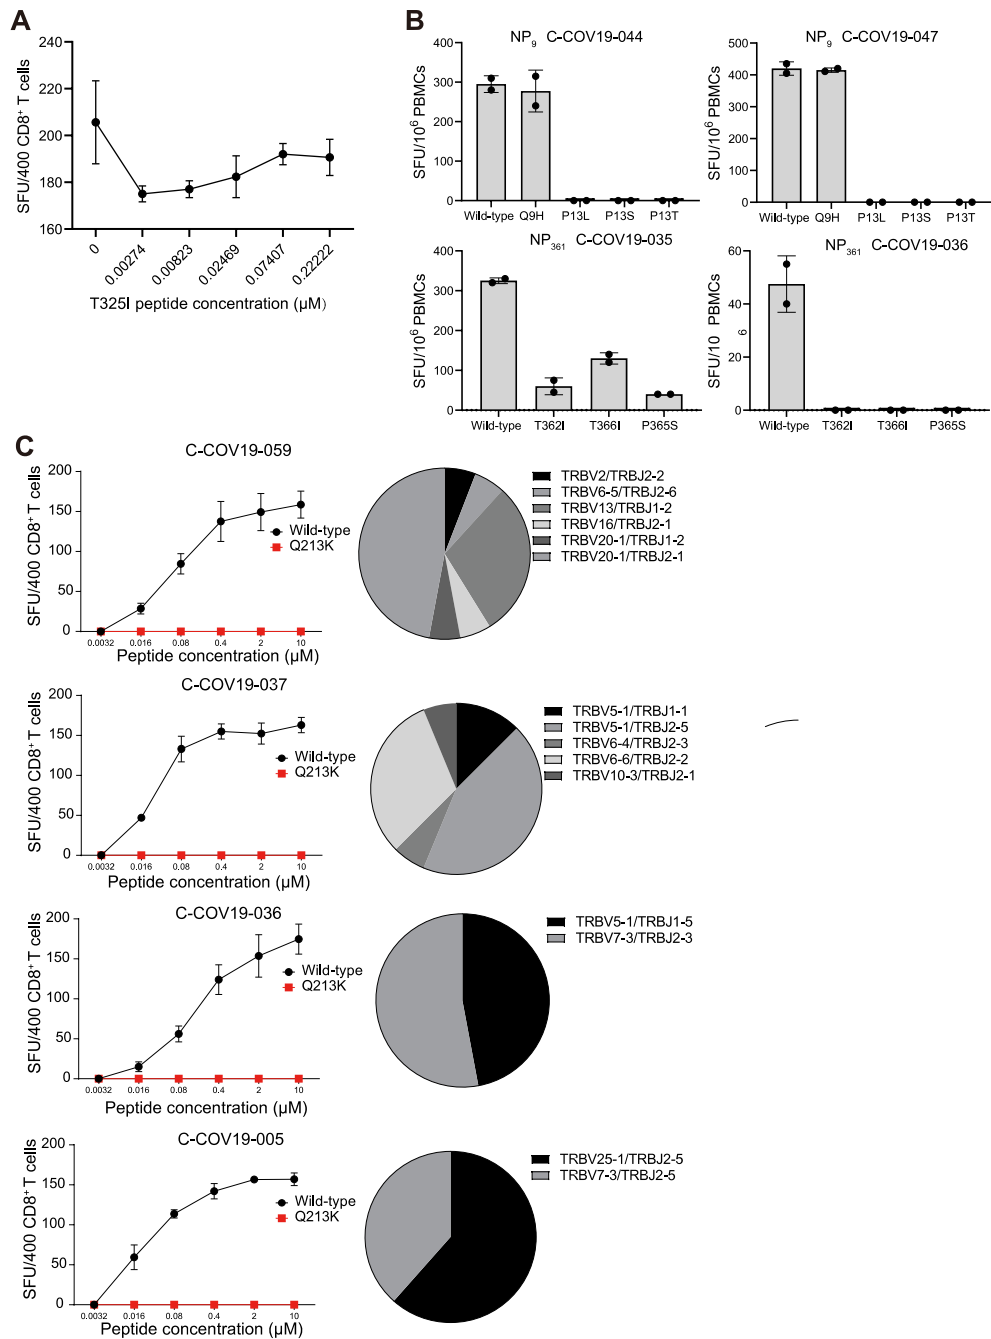 A
SFU/400 CD8+ T cells
240
220
200
180
160
0
0.00274
0.00823
0.02469
0.07407
0.22222
T325I peptide concentration (µM)
B
NP9 C-COV19-044
SFU/10^6 PBMCs
400
300
200
100
0
Wild-type Q9H P13L P13S P13T
NP9 C-COV19-047
SFU/10^6 PBMCs
500
400
300
200
100
0
Wild-type Q9H P13L P13S P13T
NP361 C-COV19-035
SFU/10^6 PBMCs
400
300
200
100
0
Wild-type T362I T366I P365S
NP361 C-COV19-036
SFU/10 PBMCs
6
60
40
20
0
Wild-type T362I T366I P365S
C
C-COV19-059
SFU/400 CD8+ T cells
200
150
100
50
0
0.0032 0.016 0.08 0.4 2 10
Peptide concentration (µM)
Wild-type
Q213K
TRBV2/TRBJ2-2
TRBV6-5/TRBJ2-6
TRBV13/TRBJ1-2
TRBV16/TRBJ2-1
TRBV20-1/TRBJ1-2
TRBV20-1/TRBJ2-1
C-COV19-037
SFU/400 CD8+ T cells
200
150
100
50
0
0.0032 0.016 0.08 0.4 2 10
Peptide concentration (µM)
Wild-type
Q213K
TRBV5-1/TRBJ1-1
TRBV5-1/TRBJ2-5
TRBV6-4/TRBJ2-3
TRBV6-6/TRBJ2-2
TRBV10-3/TRBJ2-1
C-COV19-036
SFU/400 CD8+ T cells
200
150
100
50
0
0.0032 0.016 0.08 0.4 2 10
Peptide concentration (µM)
Wild-type
Q213K
TRBV5-1/TRBJ1-5
TRBV7-3/TRBJ2-3
C-COV19-005
SFU/400 CD8+ T cells
200
150
100
50
0
0.0032 0.016 0.08 0.4 2 10
Peptide concentration (µM)
Wild-type
Q213K
TRBV25-1/TRBJ2-5
TRBV7-3/TRBJ2-5